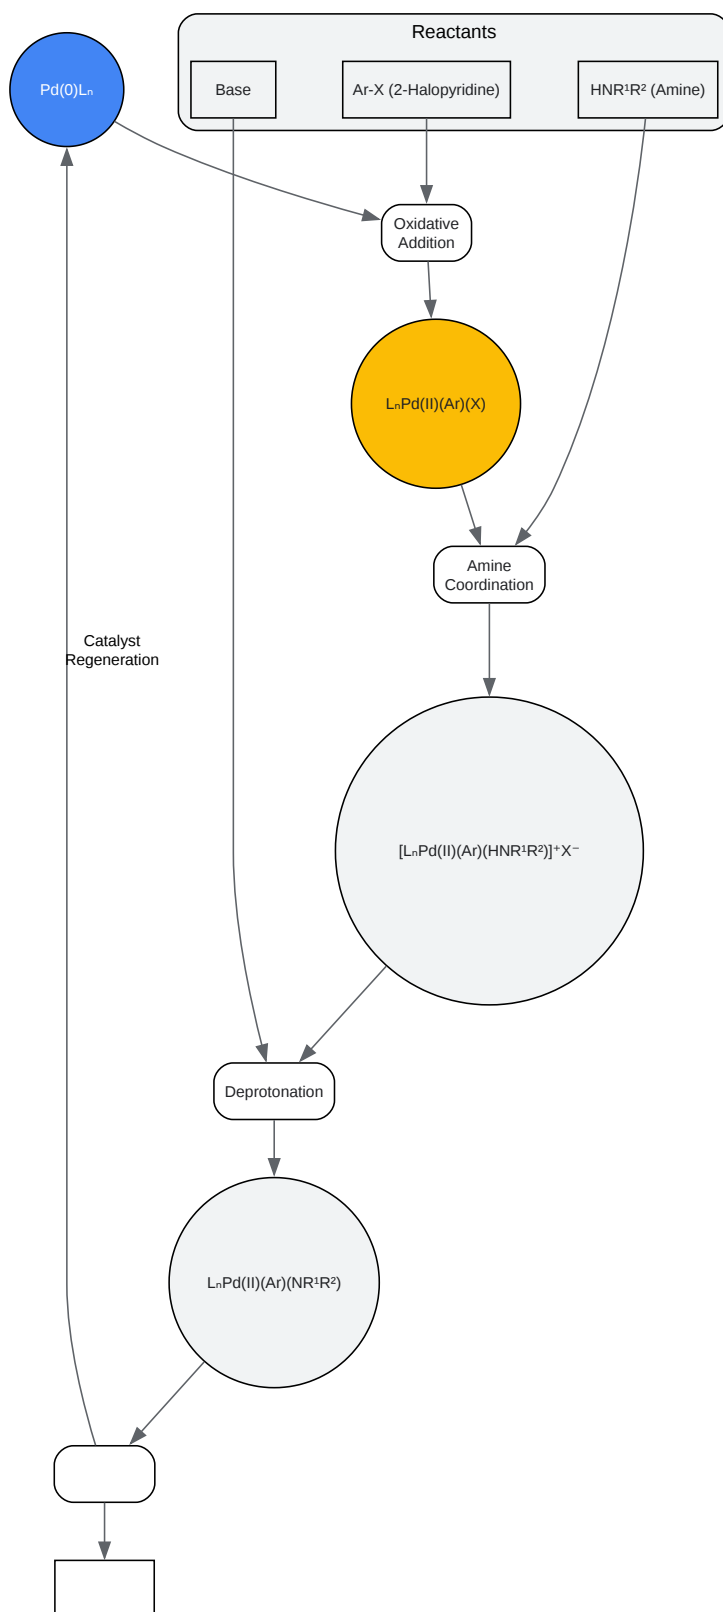 Reactants
Pd(0)Lₙ
Base
Ar-X (2-Halopyridine)
HNR¹R² (Amine)
Oxidative
Addition
LₙPd(II)(Ar)(X)
Amine
Coordination
Catalyst
Regeneration
[LₙPd(II)(Ar)(HNR¹R²)]⁺X⁻
Deprotonation
LₙPd(II)(Ar)(NR¹R²)